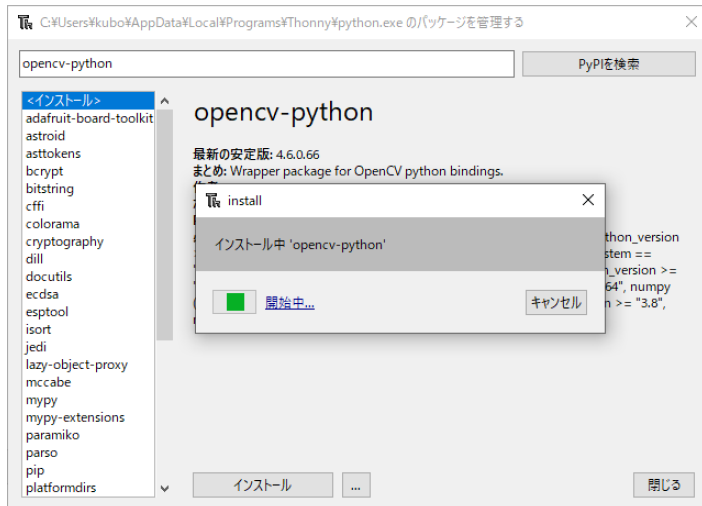 C:¥Users¥kubo¥AppData¥Local¥Programs¥Thonny¥python.exe のパッケージを管理する
opencv-python
PyPIを検索
<インストール>
adafruit-board-toolkit
astroid
asttokens
bcrypt
bitstring
cffi
colorama
cryptography
dill
docutils
ecdsa
esptool
isort
jedi
lazy-object-proxy
mccabe
mypy
mypy-extensions
paramiko
parso
pip
platformdirs
opencv-python
最新の安定版: 4.6.0.66
まとめ: Wrapper package for OpenCV python bindings.
install
インストール中 'opencv-python'
開始中...
キャンセル
thon_version
stem ==
n_version >=
64", numpy
n >= "3.8",
インストール
...
閉じる